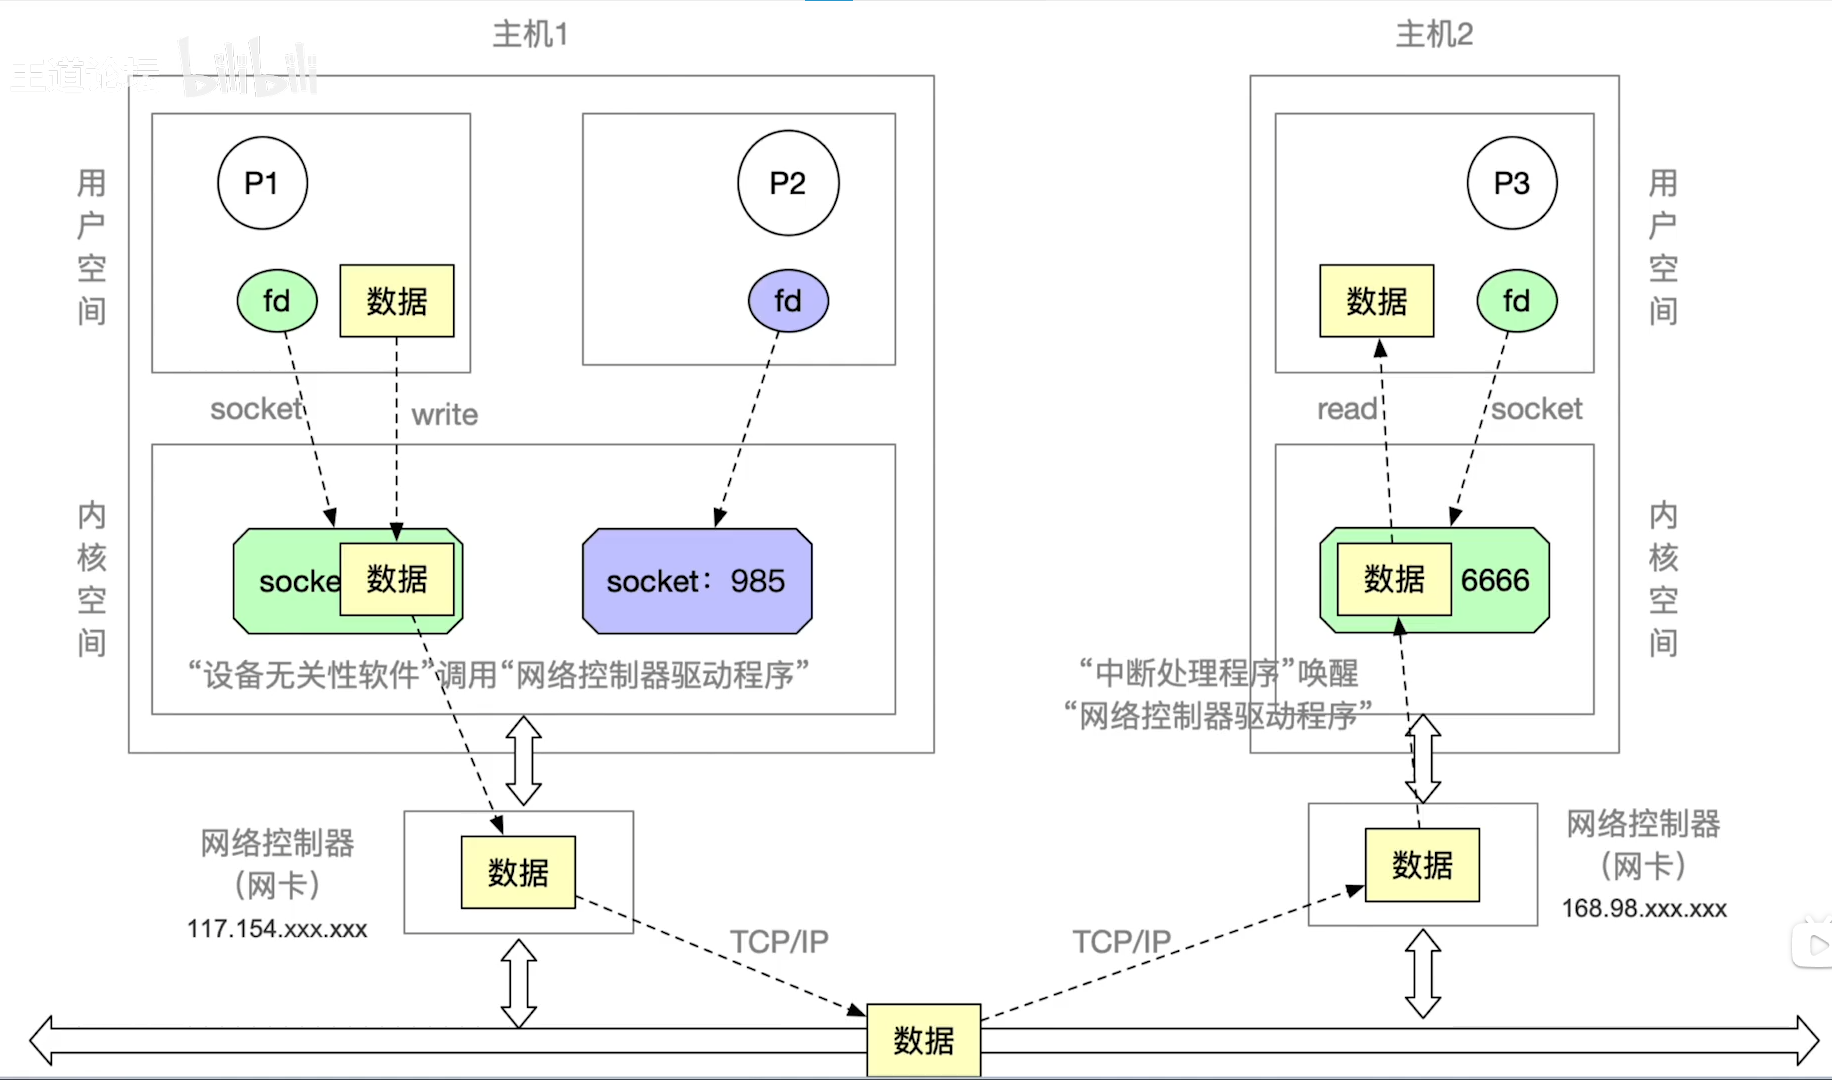 主机1
主机2
王道论坛 bilibili
用户空间
P1
P2
P3
用户空间
fd
数据
fd
数据
fd
socket
write
read
socket
内核空间
socke
数据
socket：985
数据
6666
内核空间
“设备无关性软件”调用“网络控制器驱动程序”
“中断处理程序”唤醒
“网络控制器驱动程序”
网络控制器
（网卡）
117.154.xxx.xxx
数据
数据
网络控制器
（网卡）
168.98.xxx.xxx
TCP/IP
TCP/IP
数据